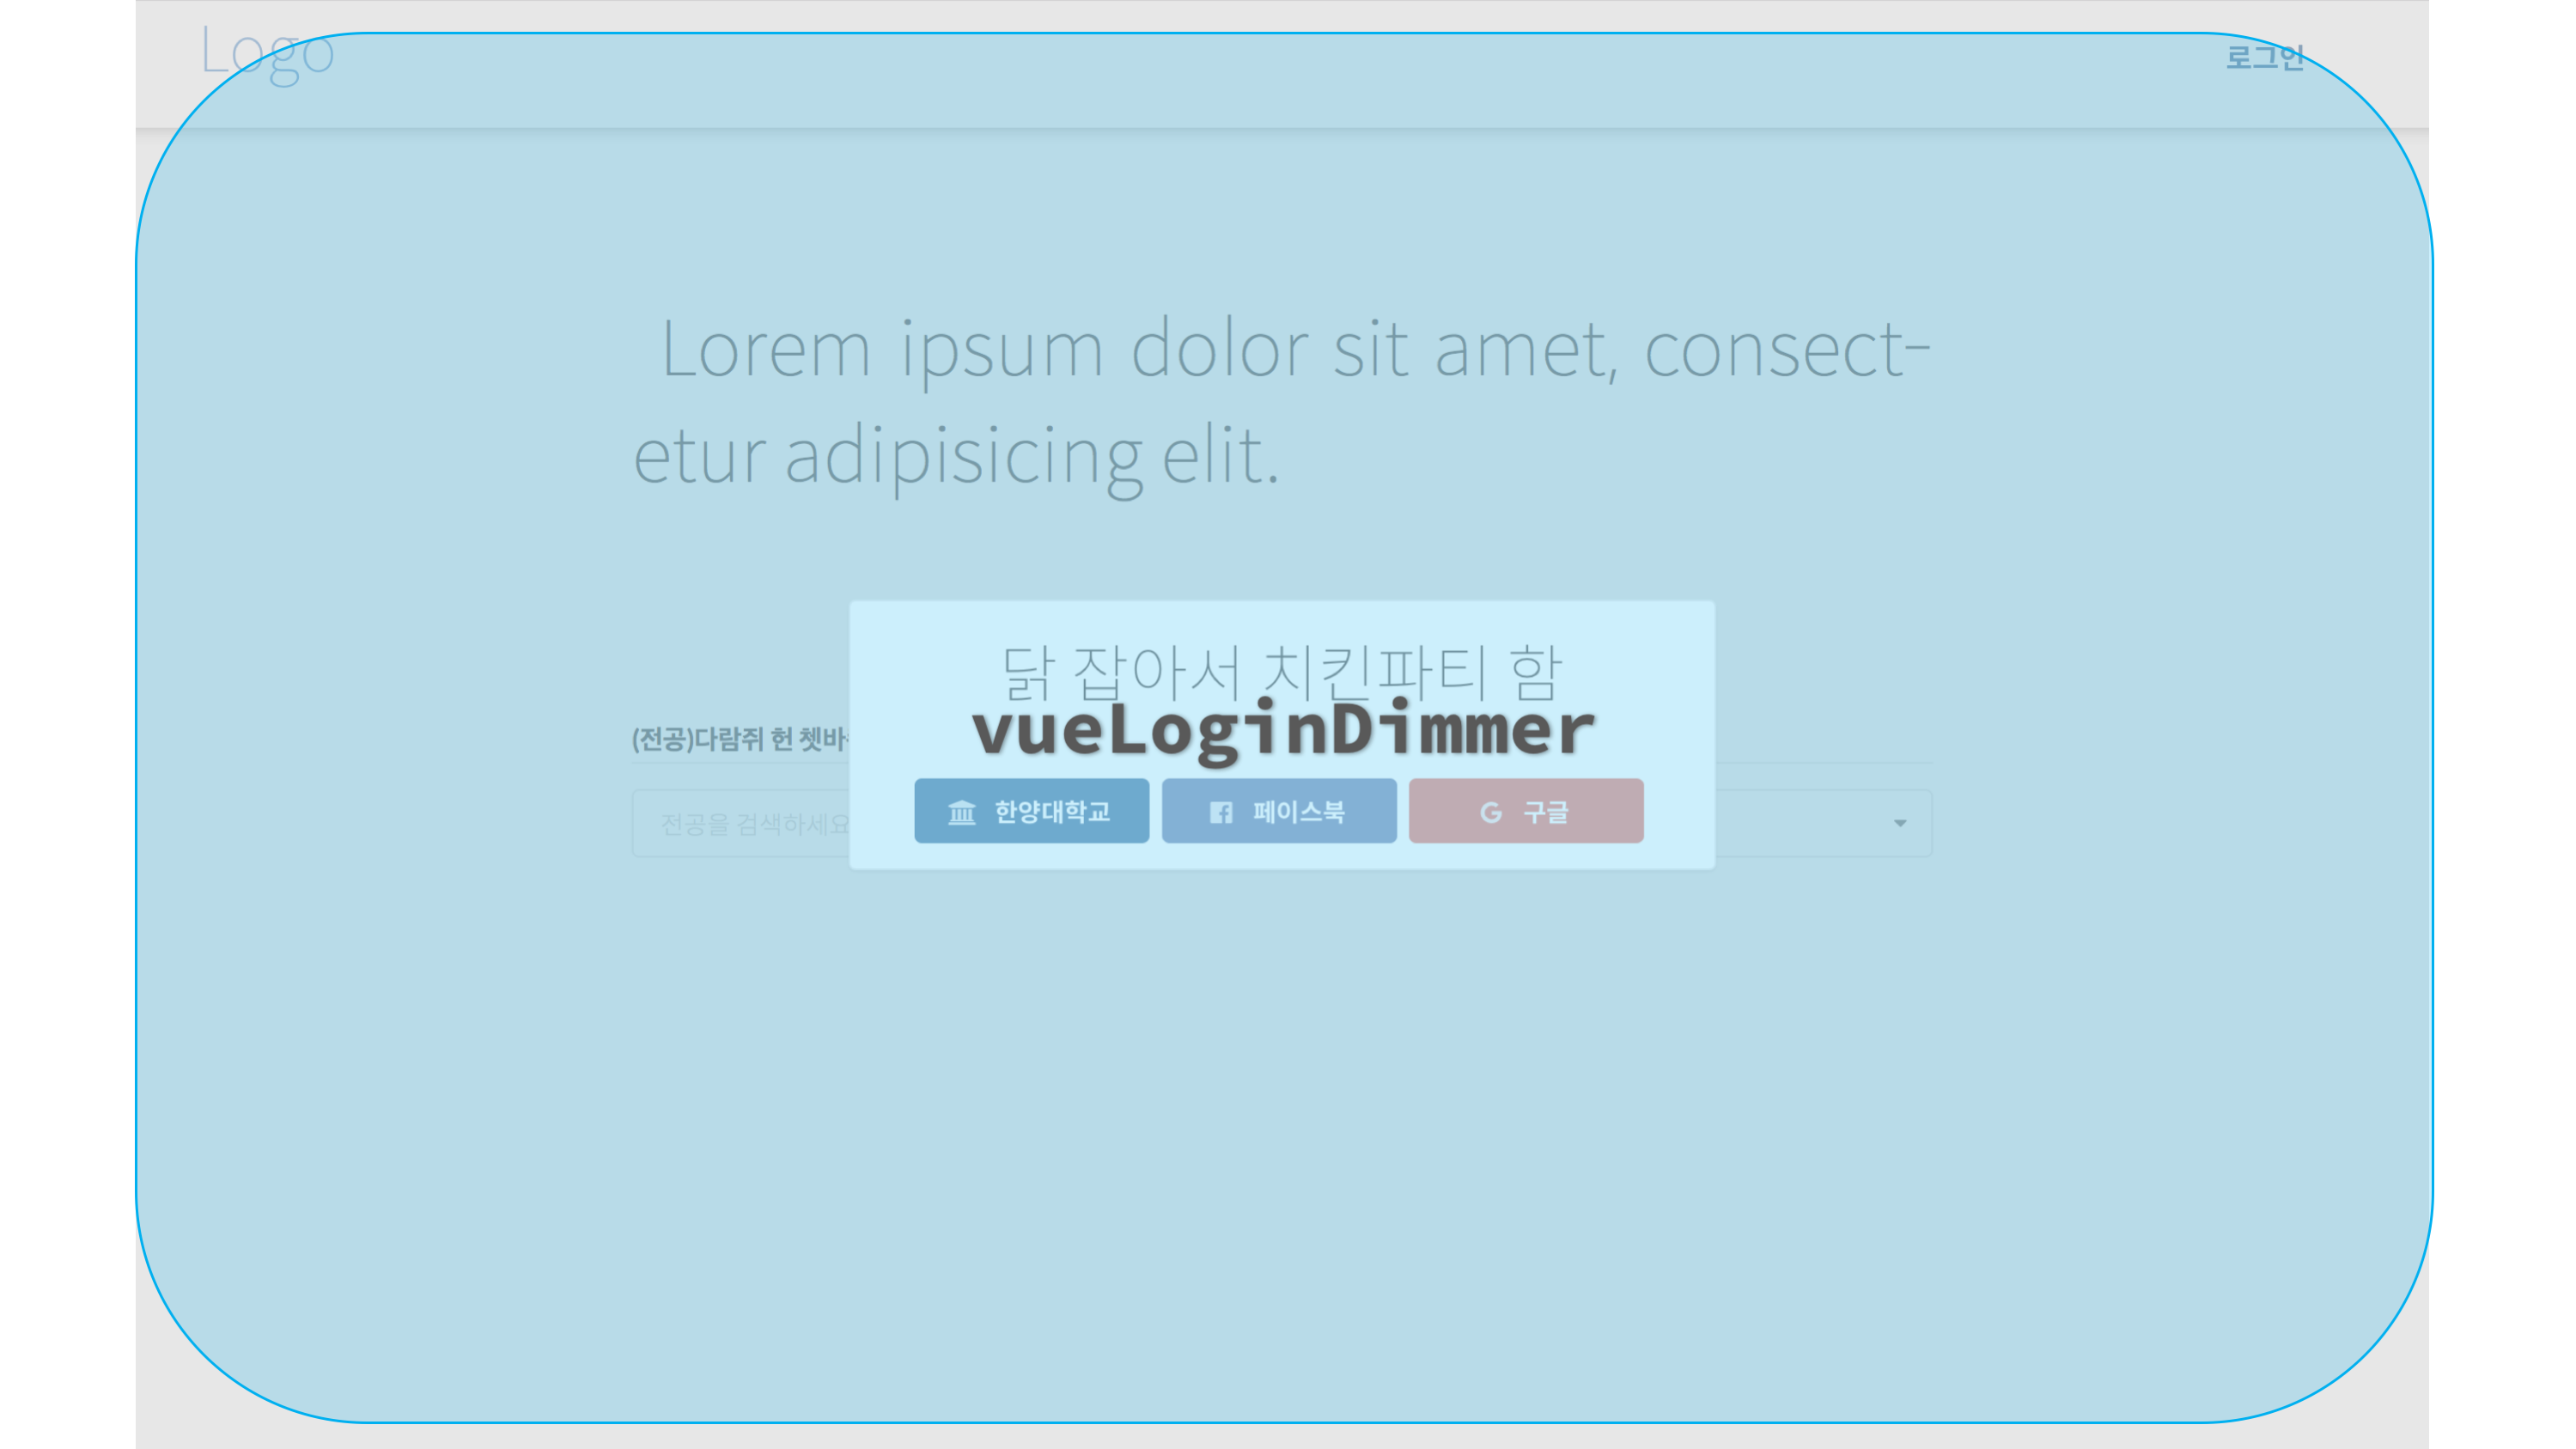 Logo
로그인
Lorem ipsum dolor sit amet, consect-
etur adipisicing elit.
닭 잡아서 치킨파티 함
vueLoginDimmer
(전공)다람쥐 헌 쳇바
전공을 검색하세요
한양대학교
페이스북
구글